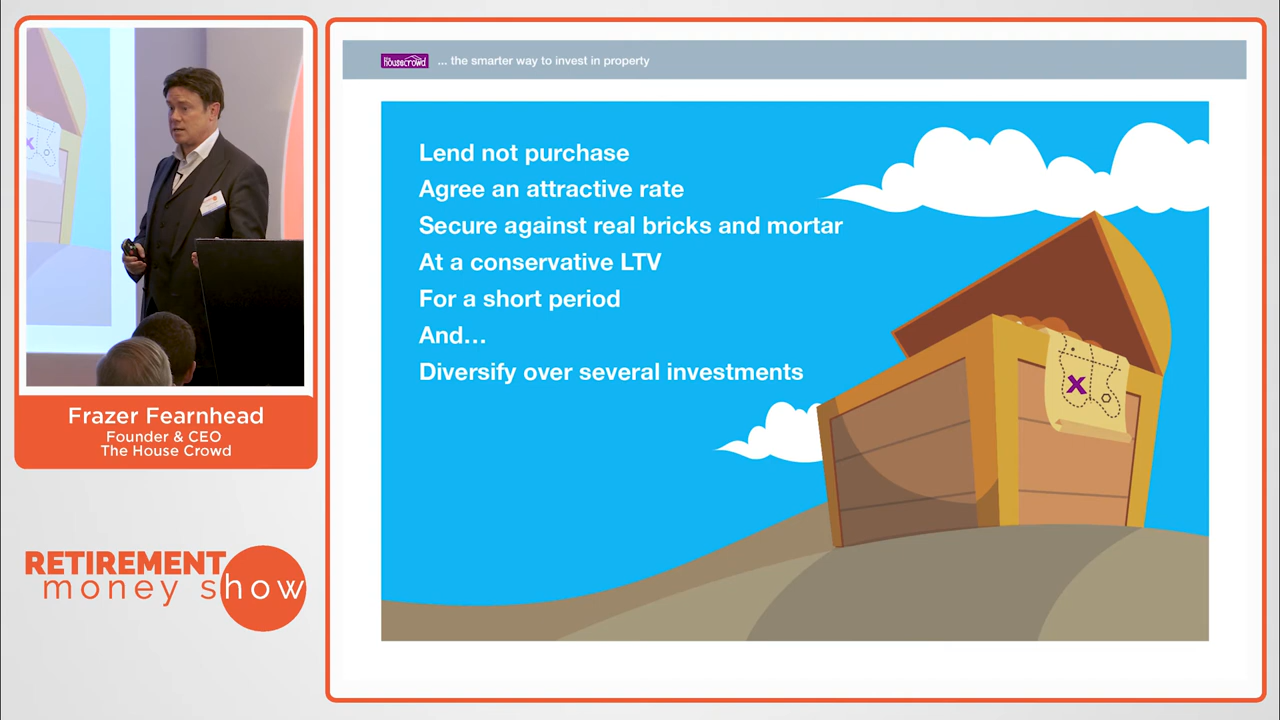 Frazer Fearnhead
Founder & CEO
The House Crowd
RETIREMENT
money show
housecrowd
... the smarter way to invest in property
Lend not purchase
Agree an attractive rate
Secure against real bricks and mortar
At a conservative LTV
For a short period
And...
Diversify over several investments
x